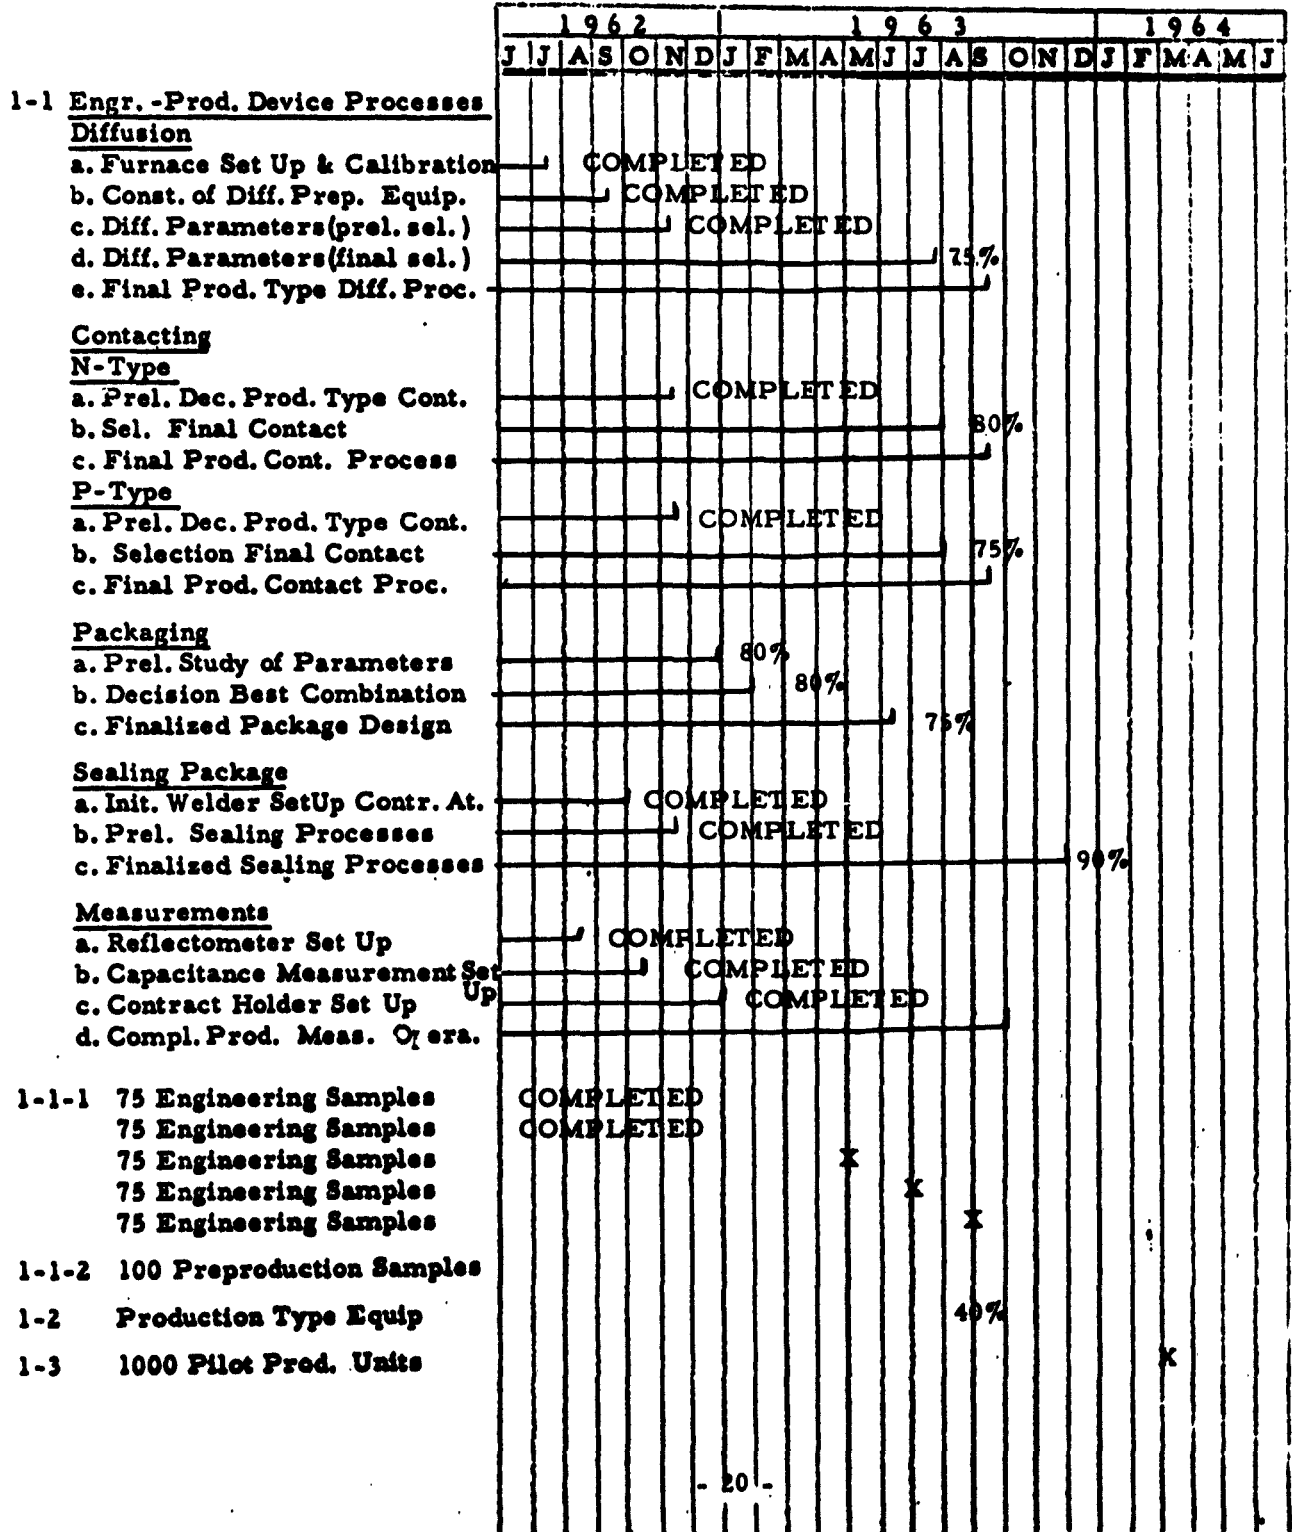 1962 1963 1964
J J A S O N D J F M A M J J A S O N D J F M A M J
1-1 Engr.-Prod. Device Processes
Diffusion
a. Furnace Set Up & Calibration COMPLETED
b. Const. of Diff. Prep. Equip. COMPLETED
c. Diff. Parameters(prel. sel.) COMPLETED
d. Diff. Parameters(final sel.) 75%
e. Final Prod. Type Diff. Proc.
Contacting
N-Type
a. Prel. Dec. Prod. Type Cont. COMPLETED
b. Sel. Final Contact 80%
c. Final Prod. Cont. Process
P-Type
a. Prel. Dec. Prod. Type Cont. COMPLETED
b. Selection Final Contact 75%
c. Final Prod. Contact Proc.
Packaging
a. Prel. Study of Parameters 80%
b. Decision Best Combination 80%
c. Finalized Package Design 75%
Sealing Package
a. Init. Welder SetUp Contr. At. COMPLETED
b. Prel. Sealing Processes COMPLETED
c. Finalized Sealing Processes 90%
Measurements
a. Reflectometer Set Up COMPLETED
b. Capacitance Measurement Set Up COMPLETED
c. Contract Holder Set Up COMPLETED
d. Compl. Prod. Meas.
1-1-1 75 Engineering Samples COMPLETED
75 Engineering Samples COMPLETED
75 Engineering Samples X
75 Engineering Samples X
75 Engineering Samples X
1-1-2 100 Preproduction Samples
1-2 Production Type Equip 40%
1-3 1000 Pilot Prod. Units X
- 20 -